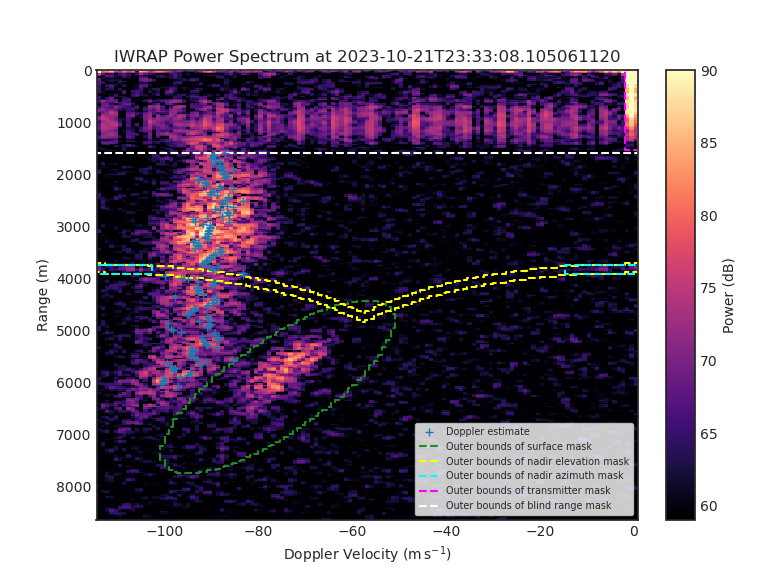 IWRAP Power Spectrum at 2023-10-21T23:33:08.105061120
0
1000
2000
3000
4000
5000
6000
7000
8000
Range (m)
−100
−80
−60
−40
−20
0
Doppler Velocity (m s⁻¹)
Doppler estimate
Outer bounds of surface mask
Outer bounds of nadir elevation mask
Outer bounds of nadir azimuth mask
Outer bounds of transmitter mask
Outer bounds of blind range mask
90
85
80
75
70
65
60
Power (dB)